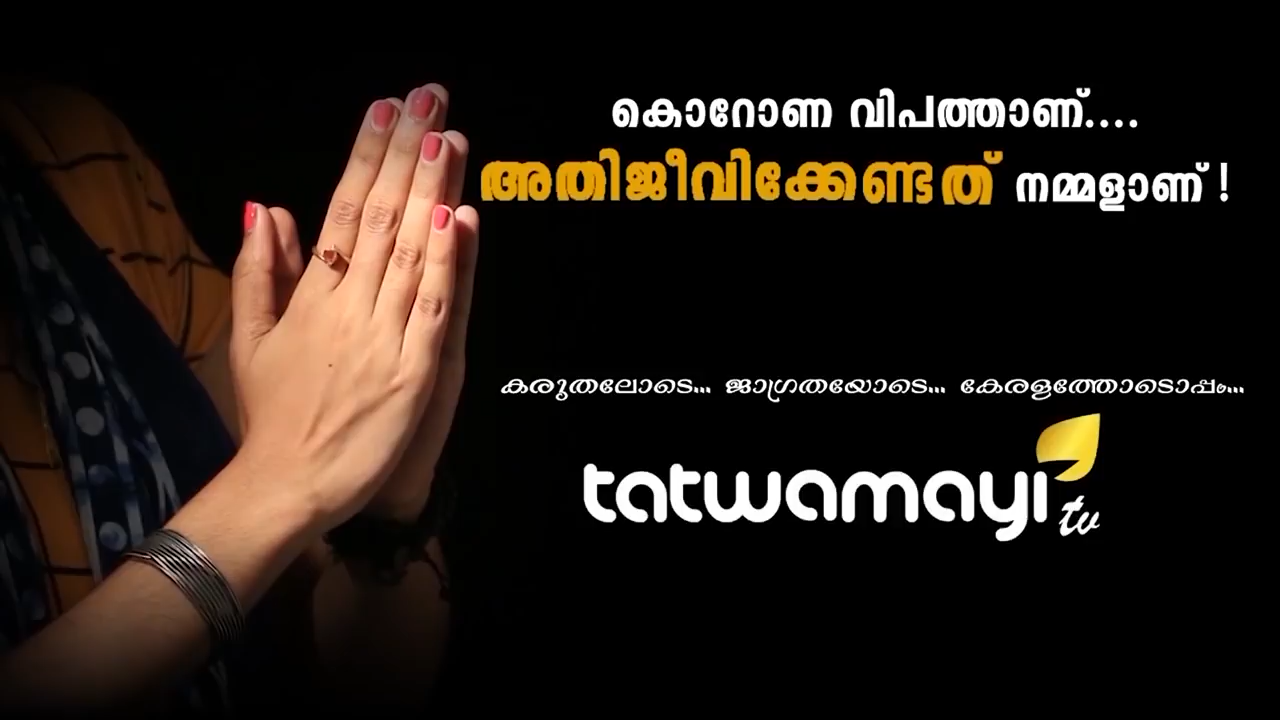 കൊറോണ വിപത്താണ്....
അതിജീവിക്കേണ്ടത് നമ്മളാണ് !
കരുതലോടെ... ജാഗ്രതയോടെ... കേരളത്തോടൊപ്പം...
tatwamayi tv